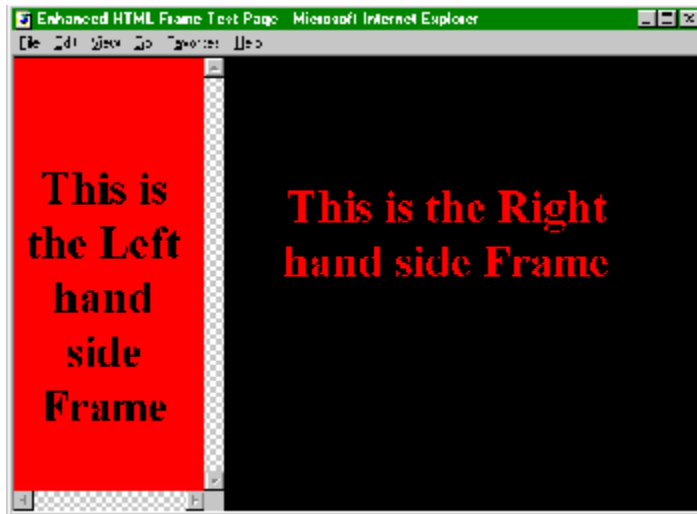 Enhanced HTML Frame Test Page - Microsoft Internet Explorer
File Edit View Go Favorites Help
This is
the Left
hand
side
Frame
This is the Right
hand side Frame